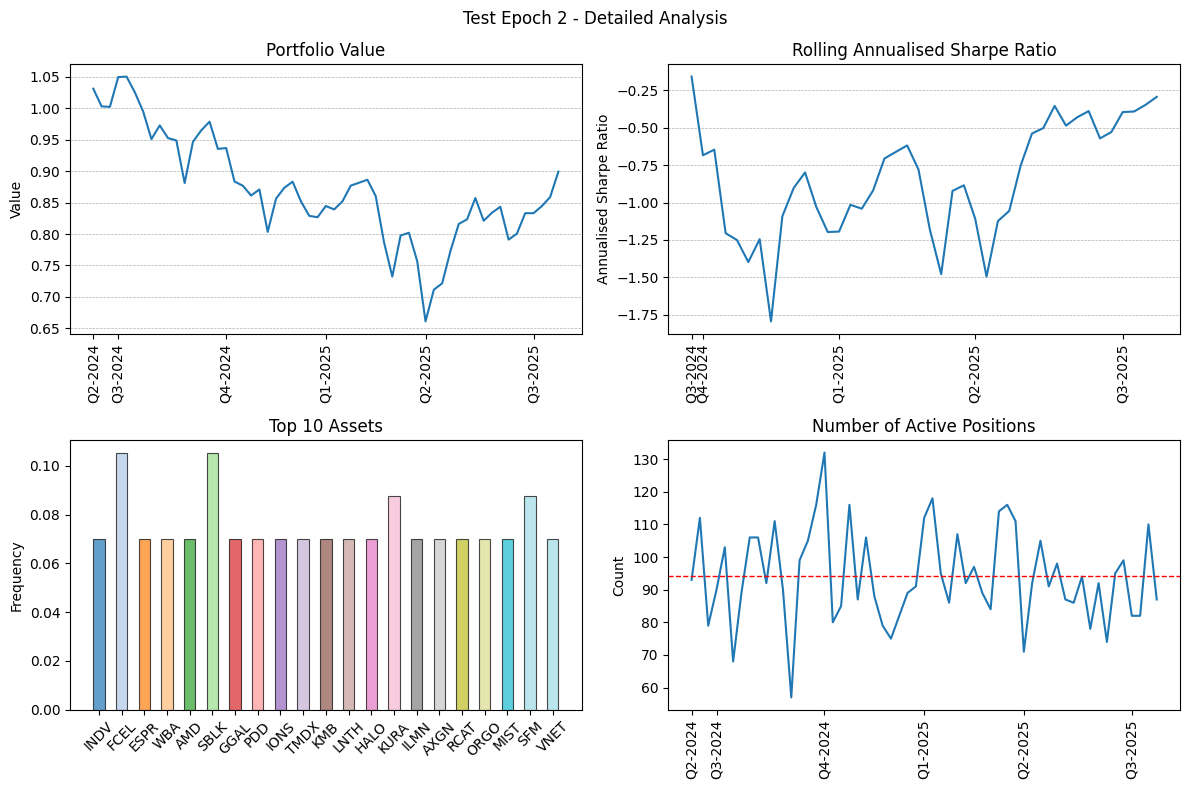 Test Epoch 2 - Detailed Analysis
Portfolio Value
Value
1.05
1.00
0.95
0.90
0.85
0.80
0.75
0.70
0.65
Q2-2024
Q3-2024
Q4-2024
Q1-2025
Q2-2025
Q3-2025
Rolling Annualised Sharpe Ratio
Annualised Sharpe Ratio
−0.25
−0.50
−0.75
−1.00
−1.25
−1.50
−1.75
Q3-2024
Q4-2024
Q1-2025
Q2-2025
Q3-2025
Top 10 Assets
Frequency
0.10
0.08
0.06
0.04
0.02
0.00
INDV
FCEL
ESPR
WBA
AMD
SBLK
GGAL
PDD
IONS
TMDX
KMB
LNTH
HALO
KURA
ILMN
AXGN
RCAT
ORGO
MIST
SFM
VNET
Number of Active Positions
Count
130
120
110
100
90
80
70
60
Q2-2024
Q3-2024
Q4-2024
Q1-2025
Q2-2025
Q3-2025